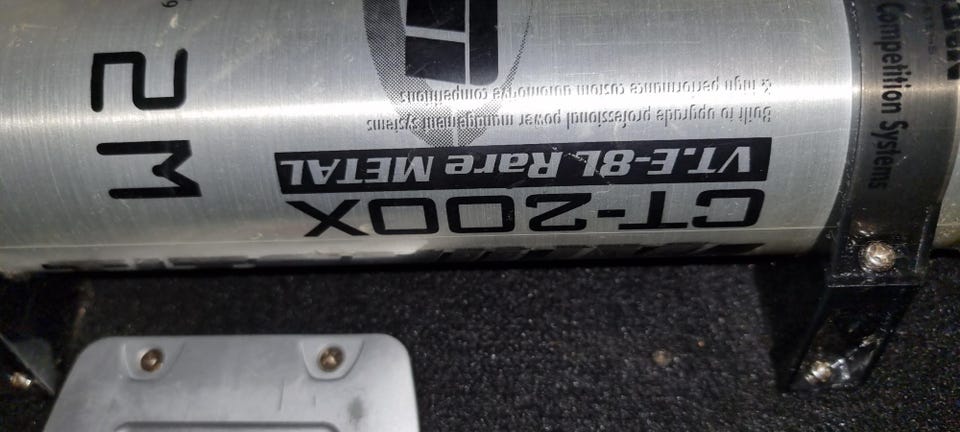 CT-200X
VT.E-8L Rare METAL
Built to upgrade professional power management systems
& high performance custom automotive competitions
2M
Competition Systems